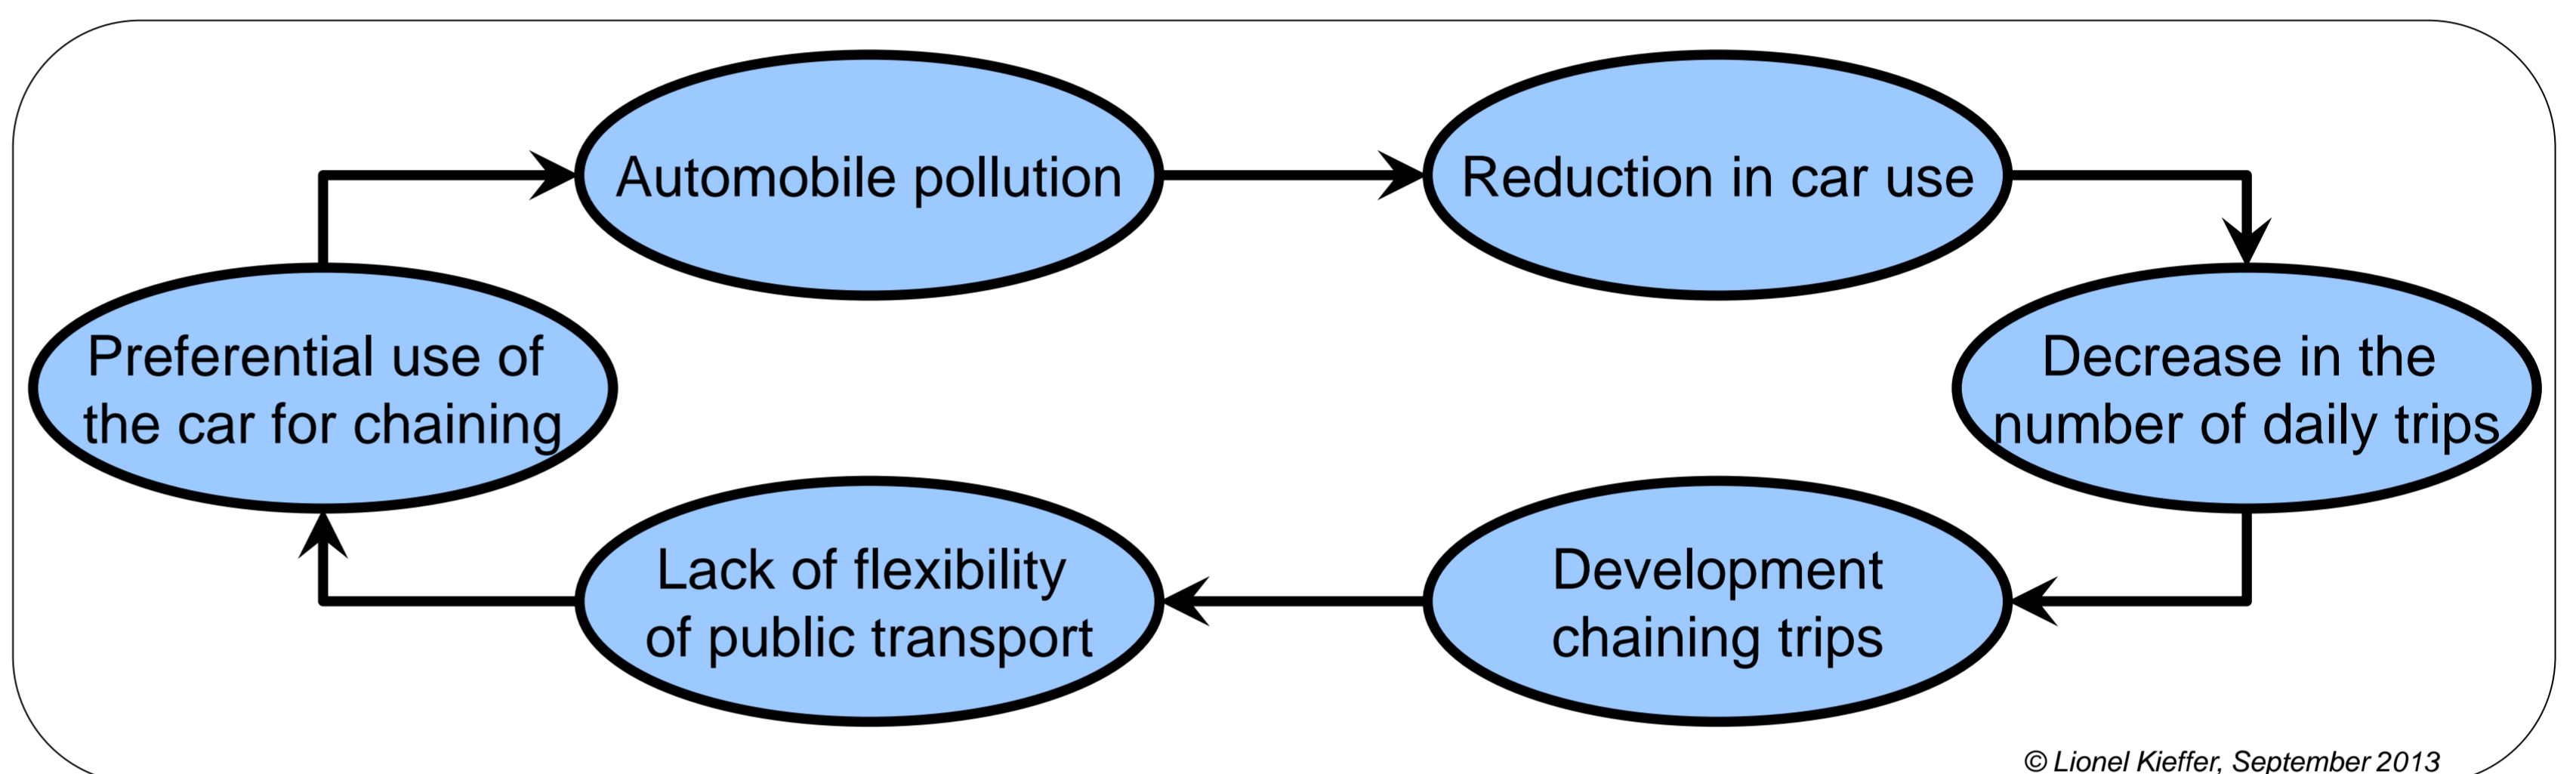 Automobile pollution
Reduction in car use
Preferential use of
the car for chaining
Decrease in the
number of daily trips
Lack of flexibility
of public transport
Development
chaining trips
© Lionel Kieffer, September 2013